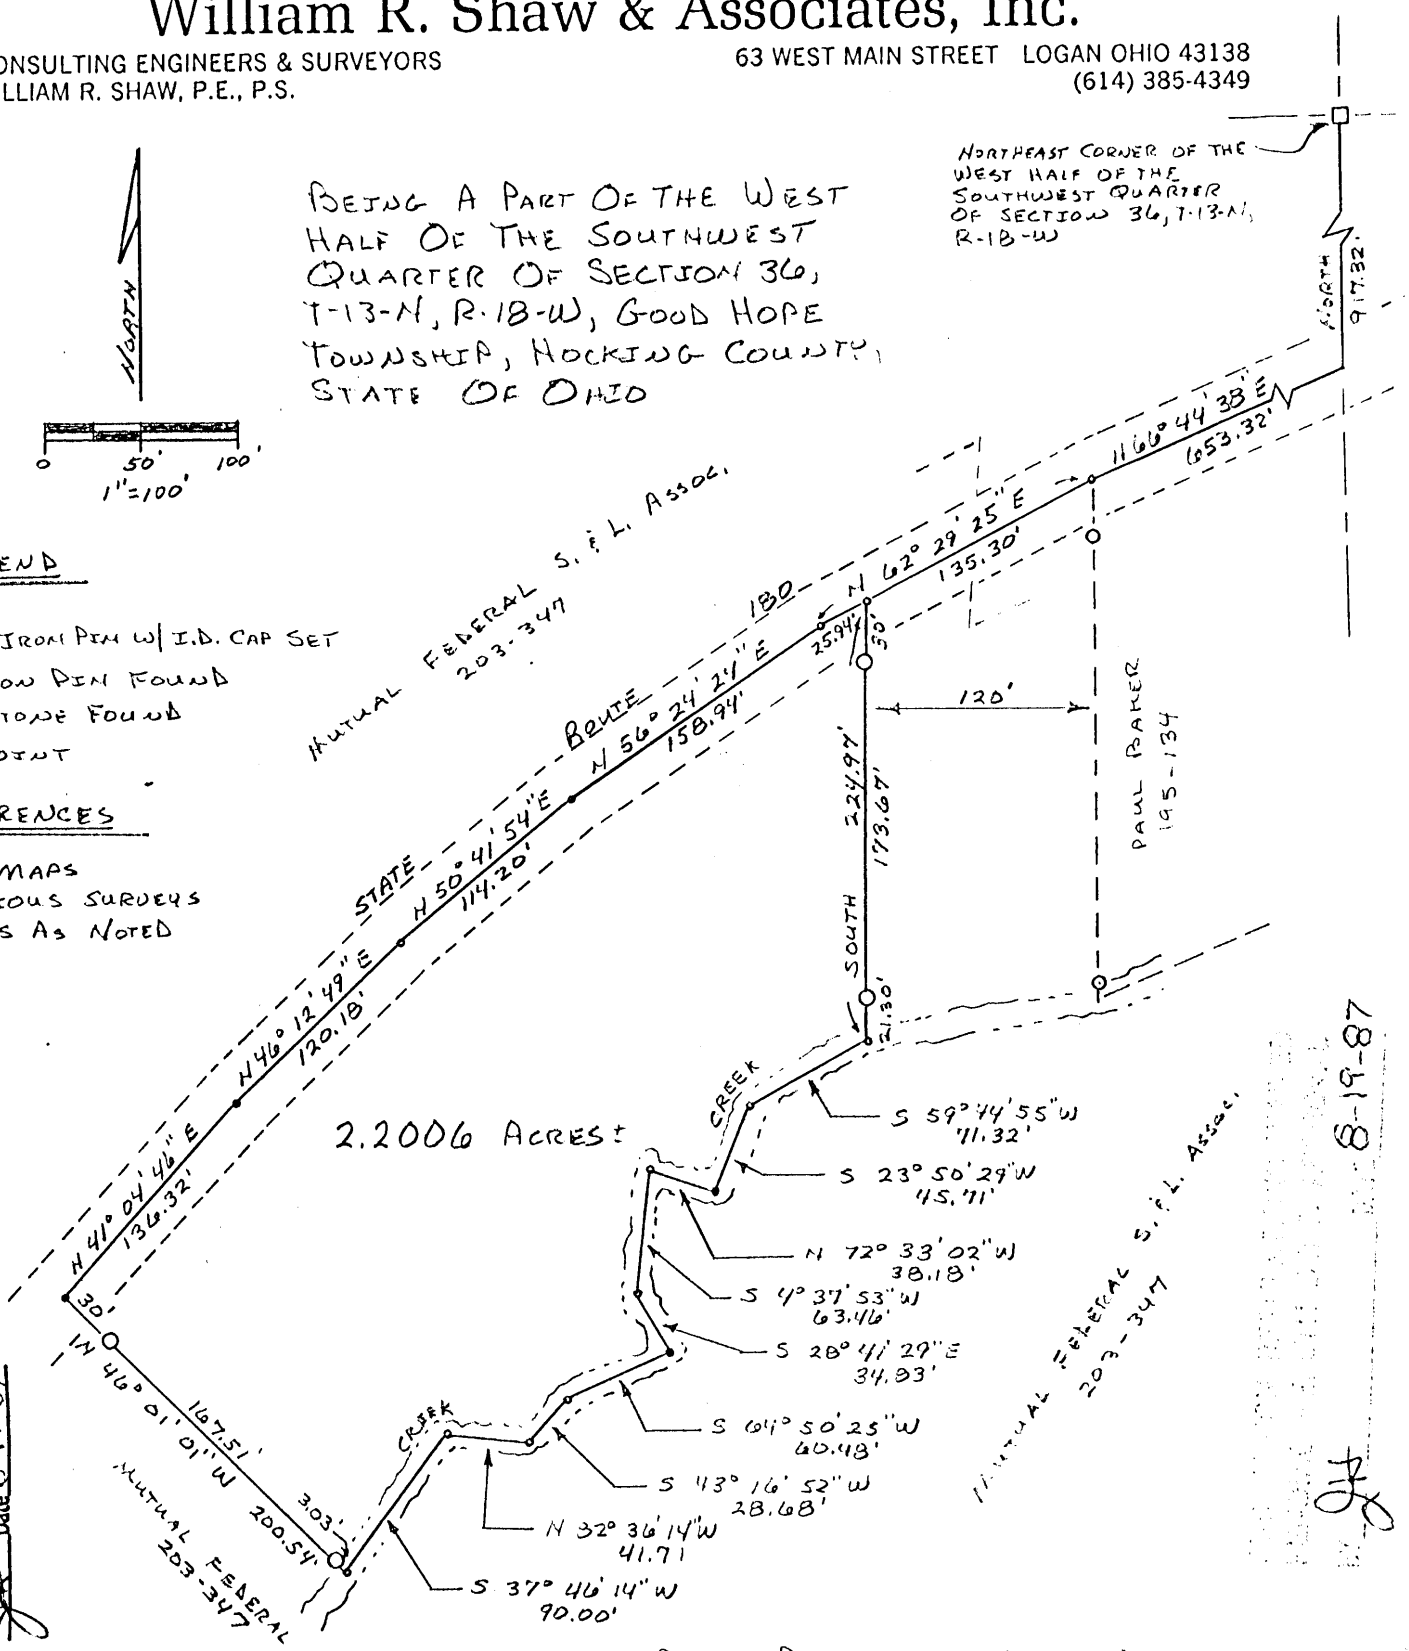 William R. Shaw & Associates, Inc.
ONSULTING ENGINEERS & SURVEYORS
LLIAM R. SHAW, P.E., P.S.
63 WEST MAIN STREET LOGAN OHIO 43138
(614) 385-4349
NORTH
0 50' 100'
1"=100'
BEING A PART OF THE WEST
HALF OF THE SOUTHWEST
QUARTER OF SECTION 36,
T-13-N, R-18-W, GOOD HOPE
TOWNSHIP, HOCKING COUNTY,
STATE OF OHIO
NORTHEAST CORNER OF THE
WEST HALF OF THE
SOUTHWEST QUARTER
OF SECTION 36, T-13-N,
R-18-W
NORTH
917.32'
END
IRON PIN W/ I.D. CAP SET
ON PIN FOUND
TONE FOUND
OINT
RENCES
MAPS
IOUS SURVEYS
S AS NOTED
MUTUAL FEDERAL S. & L. ASSOC.
203-347
STATE ROUTE 180
N 66° 44' 38" E
653.32'
N 62° 29' 25" E
135.30'
25.94'
50'
N 56° 24' 24" E
158.94'
N 50° 41' 54" E
114.20'
N 46° 12' 49" E
120.18'
N 41° 04' 46" E
136.32'
30'
120'
PAUL BAKER
195-134
SOUTH 224.97'
173.67'
21.30'
CREEK
2.2006 ACRES±
S 59° 44' 55" W
71.32'
S 23° 50' 29" W
45.71'
N 72° 33' 02" W
38.18'
S 4° 37' 53" W
63.46'
S 28° 41' 29" E
34.83'
S 64° 50' 25" W
60.48'
S 43° 16' 52" W
28.68'
N 32° 36' 14" W
41.71
S 37° 46' 14" W
90.00'
CREEK
N 46° 01' 01" W 200.54'
167.51'
3.03'
MUTUAL FEDERAL
203-347
MUTUAL FEDERAL S. & L. ASSOC.
203-347
8-19-87